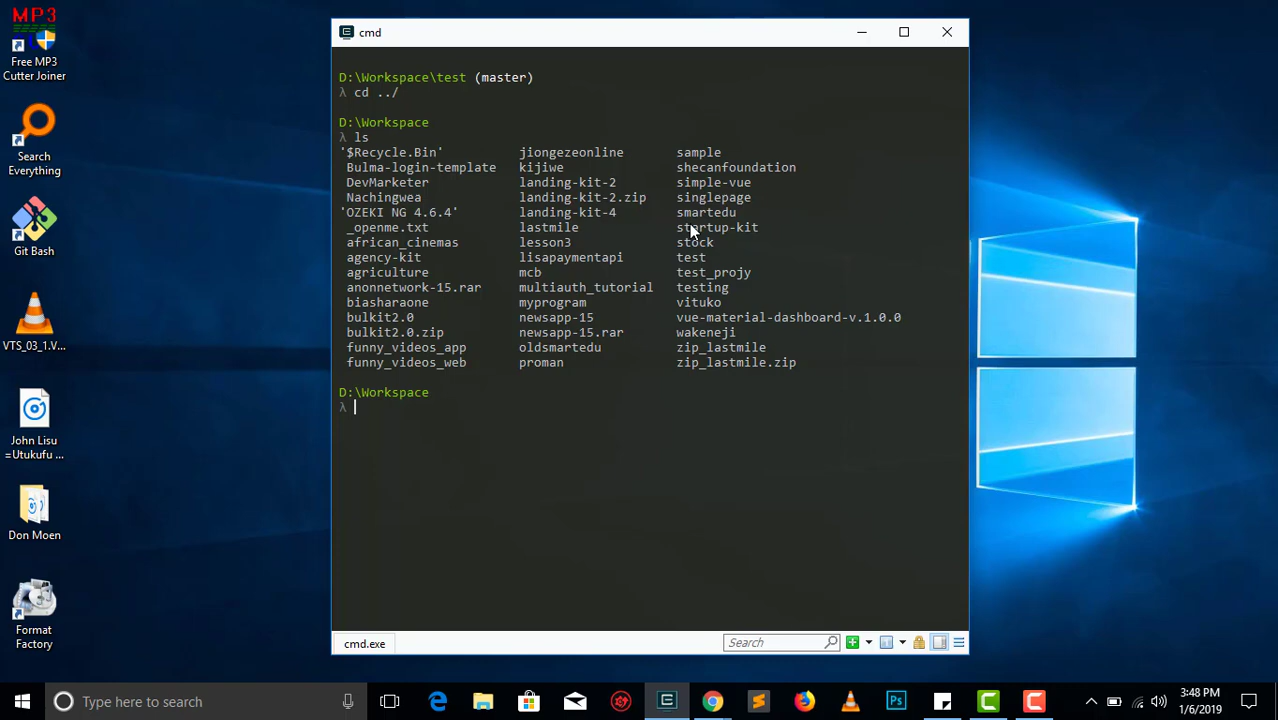 MP3
Free MP3
Cutter Joiner
Search
Everything
Git Bash
VTS_03_1.V...
John Lisu
=Utukufu ...
Don Moen
Format
Factory
cmd
D:\Workspace\test (master)
λ cd ../
D:\Workspace
λ ls
'$Recycle.Bin' jiongezeonline sample
Bulma-login-template kijiwe shecanfoundation
DevMarketer landing-kit-2 simple-vue
Nachingwea landing-kit-2.zip singlepage
'OZEKI NG 4.6.4' landing-kit-4 smartedu
_openme.txt lastmile startup-kit
african_cinemas lesson3 stock
agency-kit lisapaymentapi test
agriculture mcb test_projy
anonnetwork-15.rar multiauth_tutorial testing
biasharaone myprogram vituko
bulkit2.0 newsapp-15 vue-material-dashboard-v.1.0.0
bulkit2.0.zip newsapp-15.rar wakeneji
funny_videos_app oldsmartedu zip_lastmile
funny_videos_web proman zip_lastmile.zip
D:\Workspace
λ
cmd.exe
Search
Type here to search
Ps
3:48 PM
1/6/2019